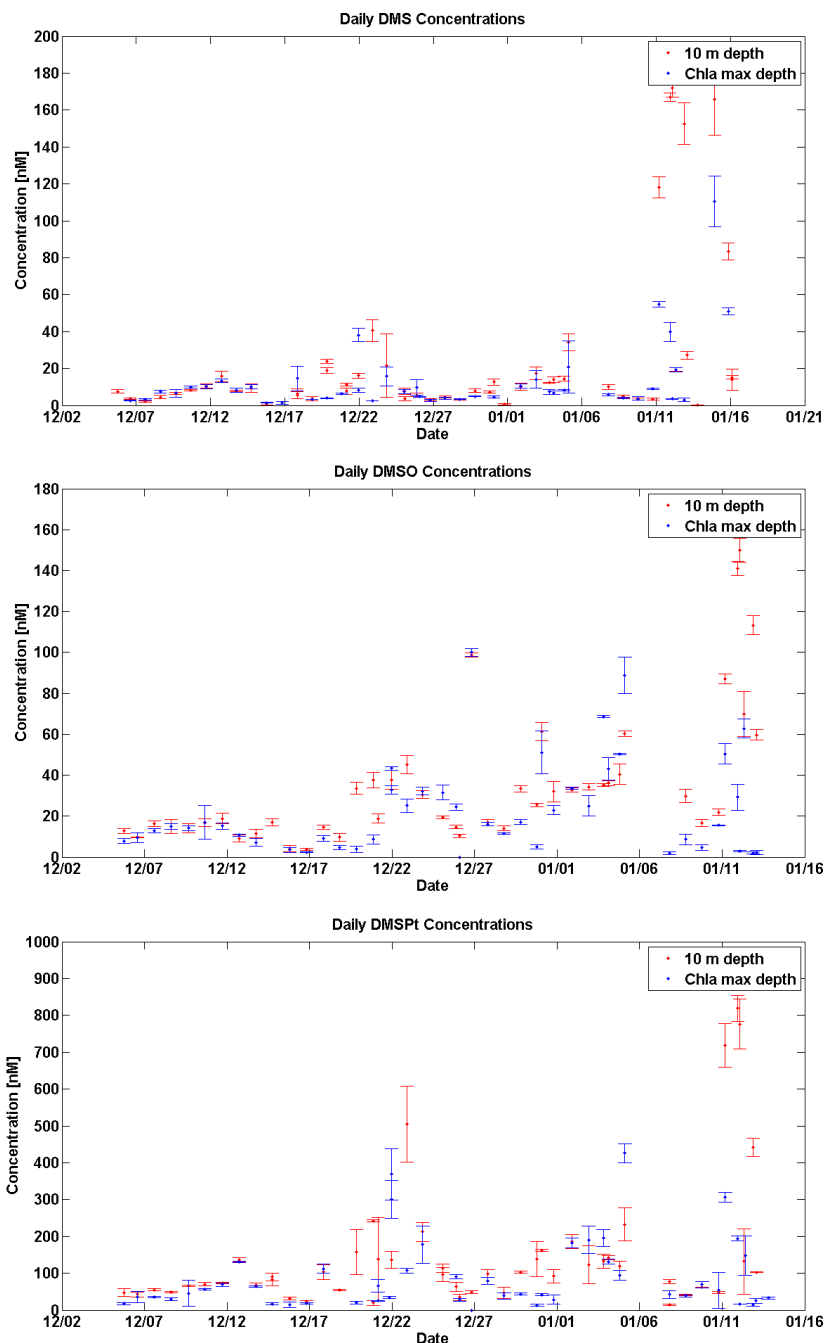 Daily DMS Concentrations
200
180
160
140
120
100
80
60
40
20
0
Concentration [nM]
10 m depth
Chla max depth
12/02 12/07 12/12 12/17 12/22 12/27 01/01 01/06 01/11 01/16 01/21
Date
Daily DMSO Concentrations
180
160
140
120
100
80
60
40
20
0
Concentration [nM]
10 m depth
Chla max depth
12/02 12/07 12/12 12/17 12/22 12/27 01/01 01/06 01/11 01/16
Date
Daily DMSPt Concentrations
1000
900
800
700
600
500
400
300
200
100
0
Concentration [nM]
10 m depth
Chla max depth
12/02 12/07 12/12 12/17 12/22 12/27 01/01 01/06 01/11 01/16
Date